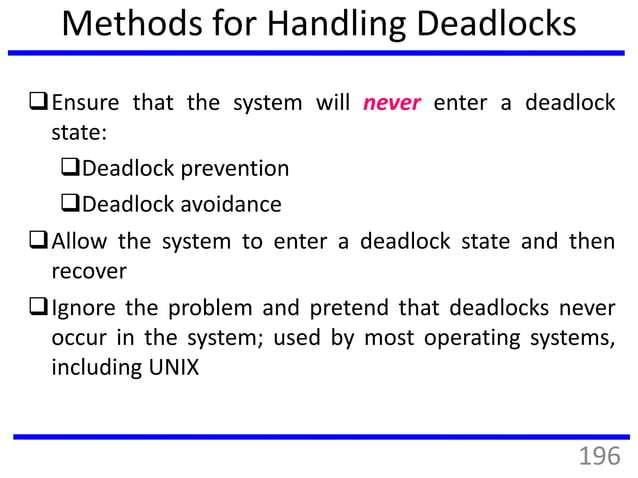 Methods for Handling Deadlocks
❑Ensure that the system will never enter a deadlock
state:
❑Deadlock prevention
❑Deadlock avoidance
❑Allow the system to enter a deadlock state and then
recover
❑Ignore the problem and pretend that deadlocks never
occur in the system; used by most operating systems,
including UNIX
196